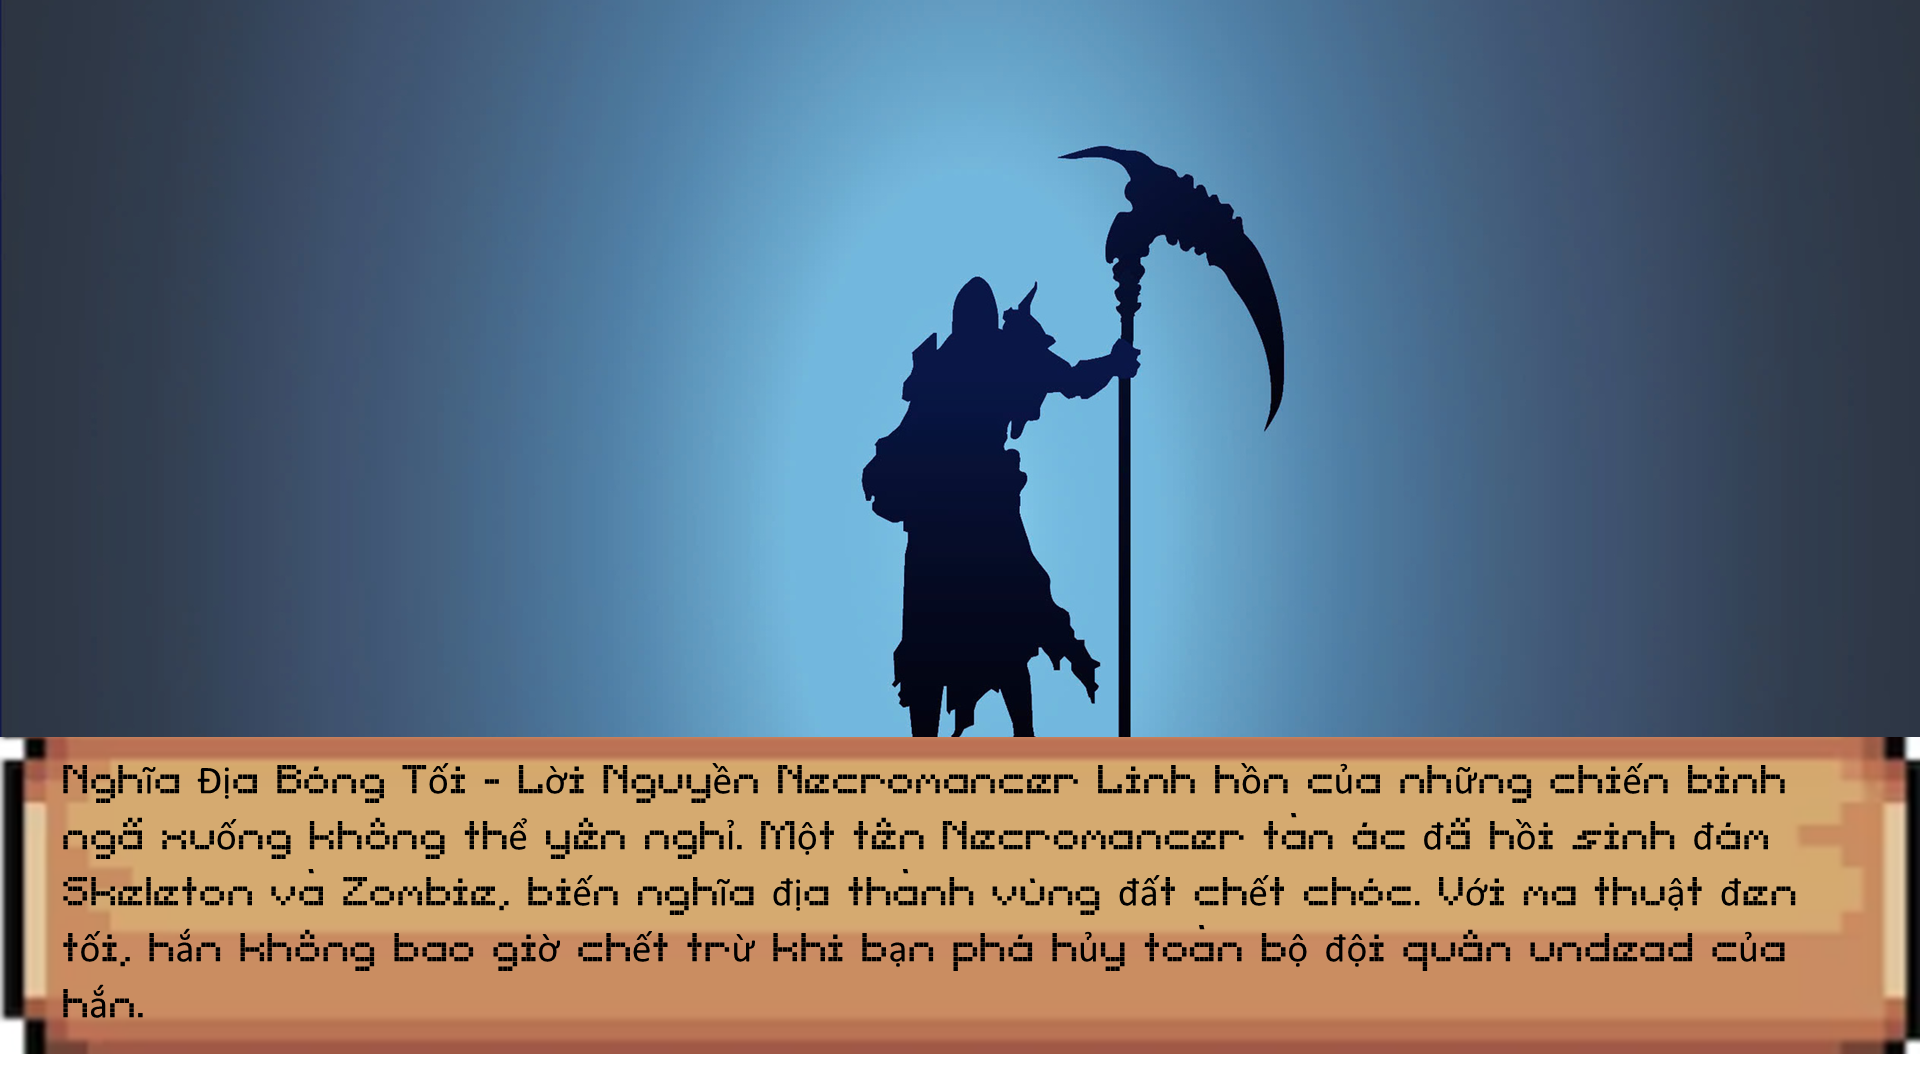 Nghĩa Địa Bóng Tối - Lời Nguyền Necromancer Linh hồn của những chiến binh
ngã xuống không thể yên nghỉ. Một tên Necromancer tàn ác đã hồi sinh đám
Skeleton và Zombie, biến nghĩa địa thành vùng đất chết chóc. Với ma thuật đen
tối, hắn không bao giờ chết trừ khi bạn phá hủy toàn bộ đội quân undead của
hắn.